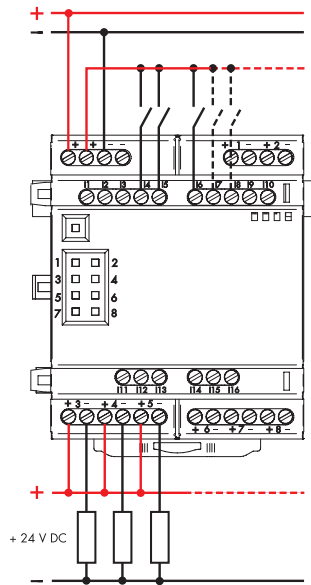 +
−
+ + − −
+ 1 − + 2 −
I1 I2 I3 I4 I5 I6 I7 I8 I9 I10
1 2
3 4
5 6
7 8
I11 I12 I13 I14 I15 I16
+ 3 − + 4 − + 5 −
+ 6 − + 7 − + 8 −
+
+ 24 V DC
−